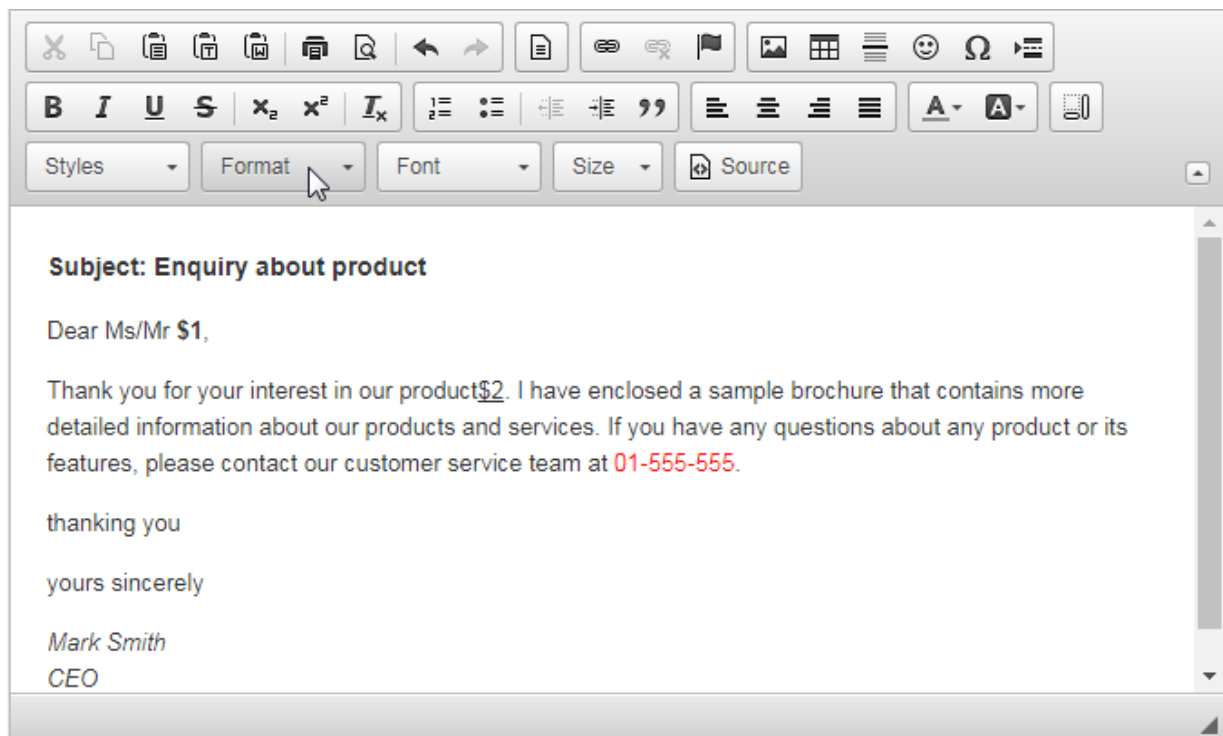 B I U S x₂ x² Iₓ A A
Styles Format Font Size Source
Subject: Enquiry about product
Dear Ms/Mr $1,
Thank you for your interest in our product$2. I have enclosed a sample brochure that contains more
detailed information about our products and services. If you have any questions about any product or its
features, please contact our customer service team at 01-555-555.
thanking you
yours sincerely
Mark Smith
CEO